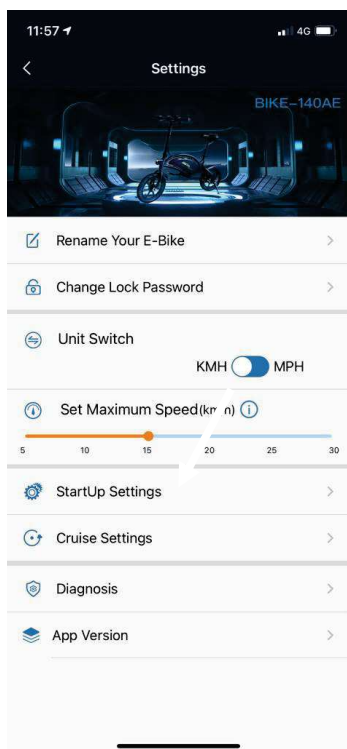 11:57 4G
Settings
BIKE-140AE
Rename Your E-Bike
Change Lock Password
Unit Switch
KMH MPH
Set Maximum Speed
5 10 15 20 25 30
StartUp Settings
Cruise Settings
Diagnosis
App Version